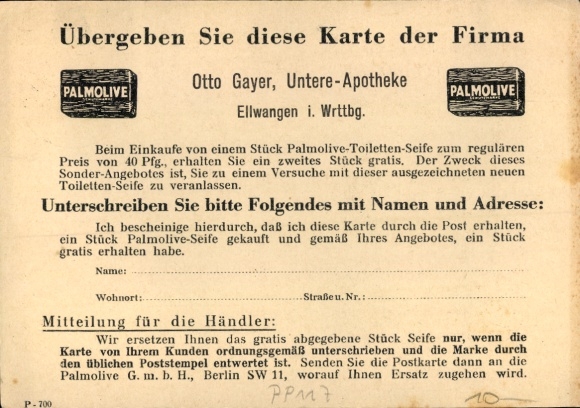 Übergeben Sie diese Karte der Firma
PALMOLIVE
Otto Gayer, Untere-Apotheke
PALMOLIVE
Ellwangen i. Wrttbg.
Beim Einkaufe von einem Stück Palmolive-Toiletten-Seife zum regulären
Preis von 40 Pfg., erhalten Sie ein zweites Stück gratis. Der Zweck dieses
Sonder-Angebotes ist, Sie zu einem Versuche mit dieser ausgezeichneten neuen
Toiletten-Seife zu veranlassen.
Unterschreiben Sie bitte Folgendes mit Namen und Adresse:
Ich bescheinige hierdurch, daß ich diese Karte durch die Post erhalten,
ein Stück Palmolive-Seife gekauft und gemäß Ihres Angebotes, ein Stück
gratis erhalten habe.
Name:
Wohnort: Straße u. Nr.:
Mitteilung für die Händler:
Wir ersetzen Ihnen das gratis abgegebene Stück Seife nur, wenn die
Karte von Ihrem Kunden ordnungsgemäß unterschrieben und die Marke durch
den üblichen Poststempel entwertet ist. Senden Sie die Postkarte dann an die
Palmolive G. m. b. H., Berlin SW 11, worauf Ihnen Ersatz zugehen wird.
P - 700
PP117
10—